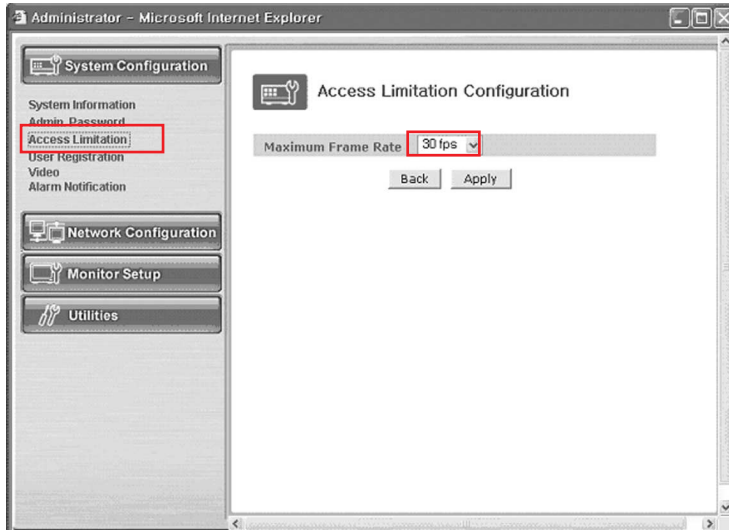 Administrator - Microsoft Internet Explorer
System Configuration
System Information
Admin. Password
Access Limitation
User Registration
Video
Alarm Notification
Network Configuration
Monitor Setup
Utilities
Access Limitation Configuration
Maximum Frame Rate 30 fps
Back Apply